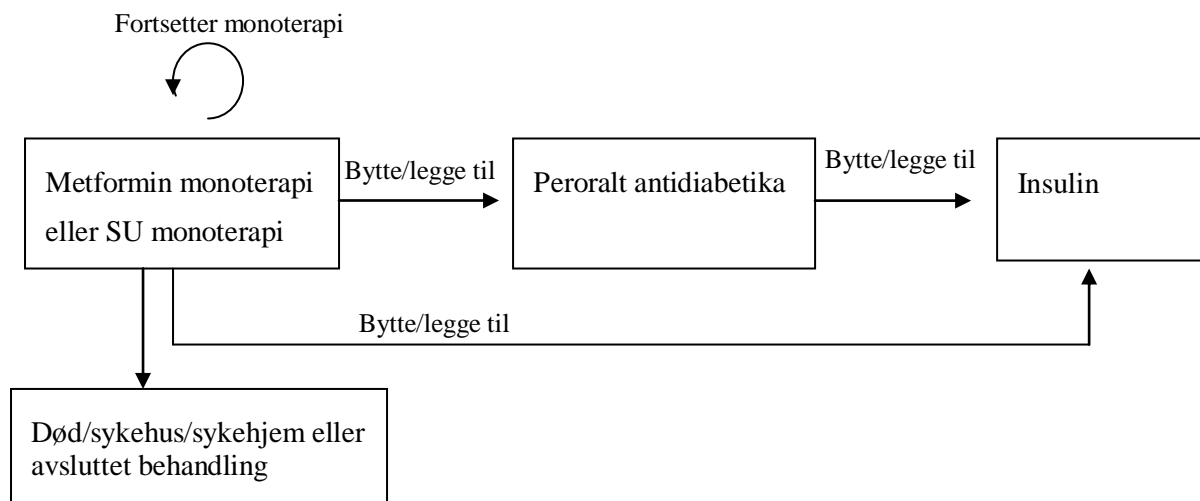 Fortsetter monoterapi
Metformin monoterapi
eller SU monoterapi
Bytte/legge til
Peroralt antidiabetika
Bytte/legge til
Insulin
Bytte/legge til
Død/sykehus/sykehjem eller
avsluttet behandling